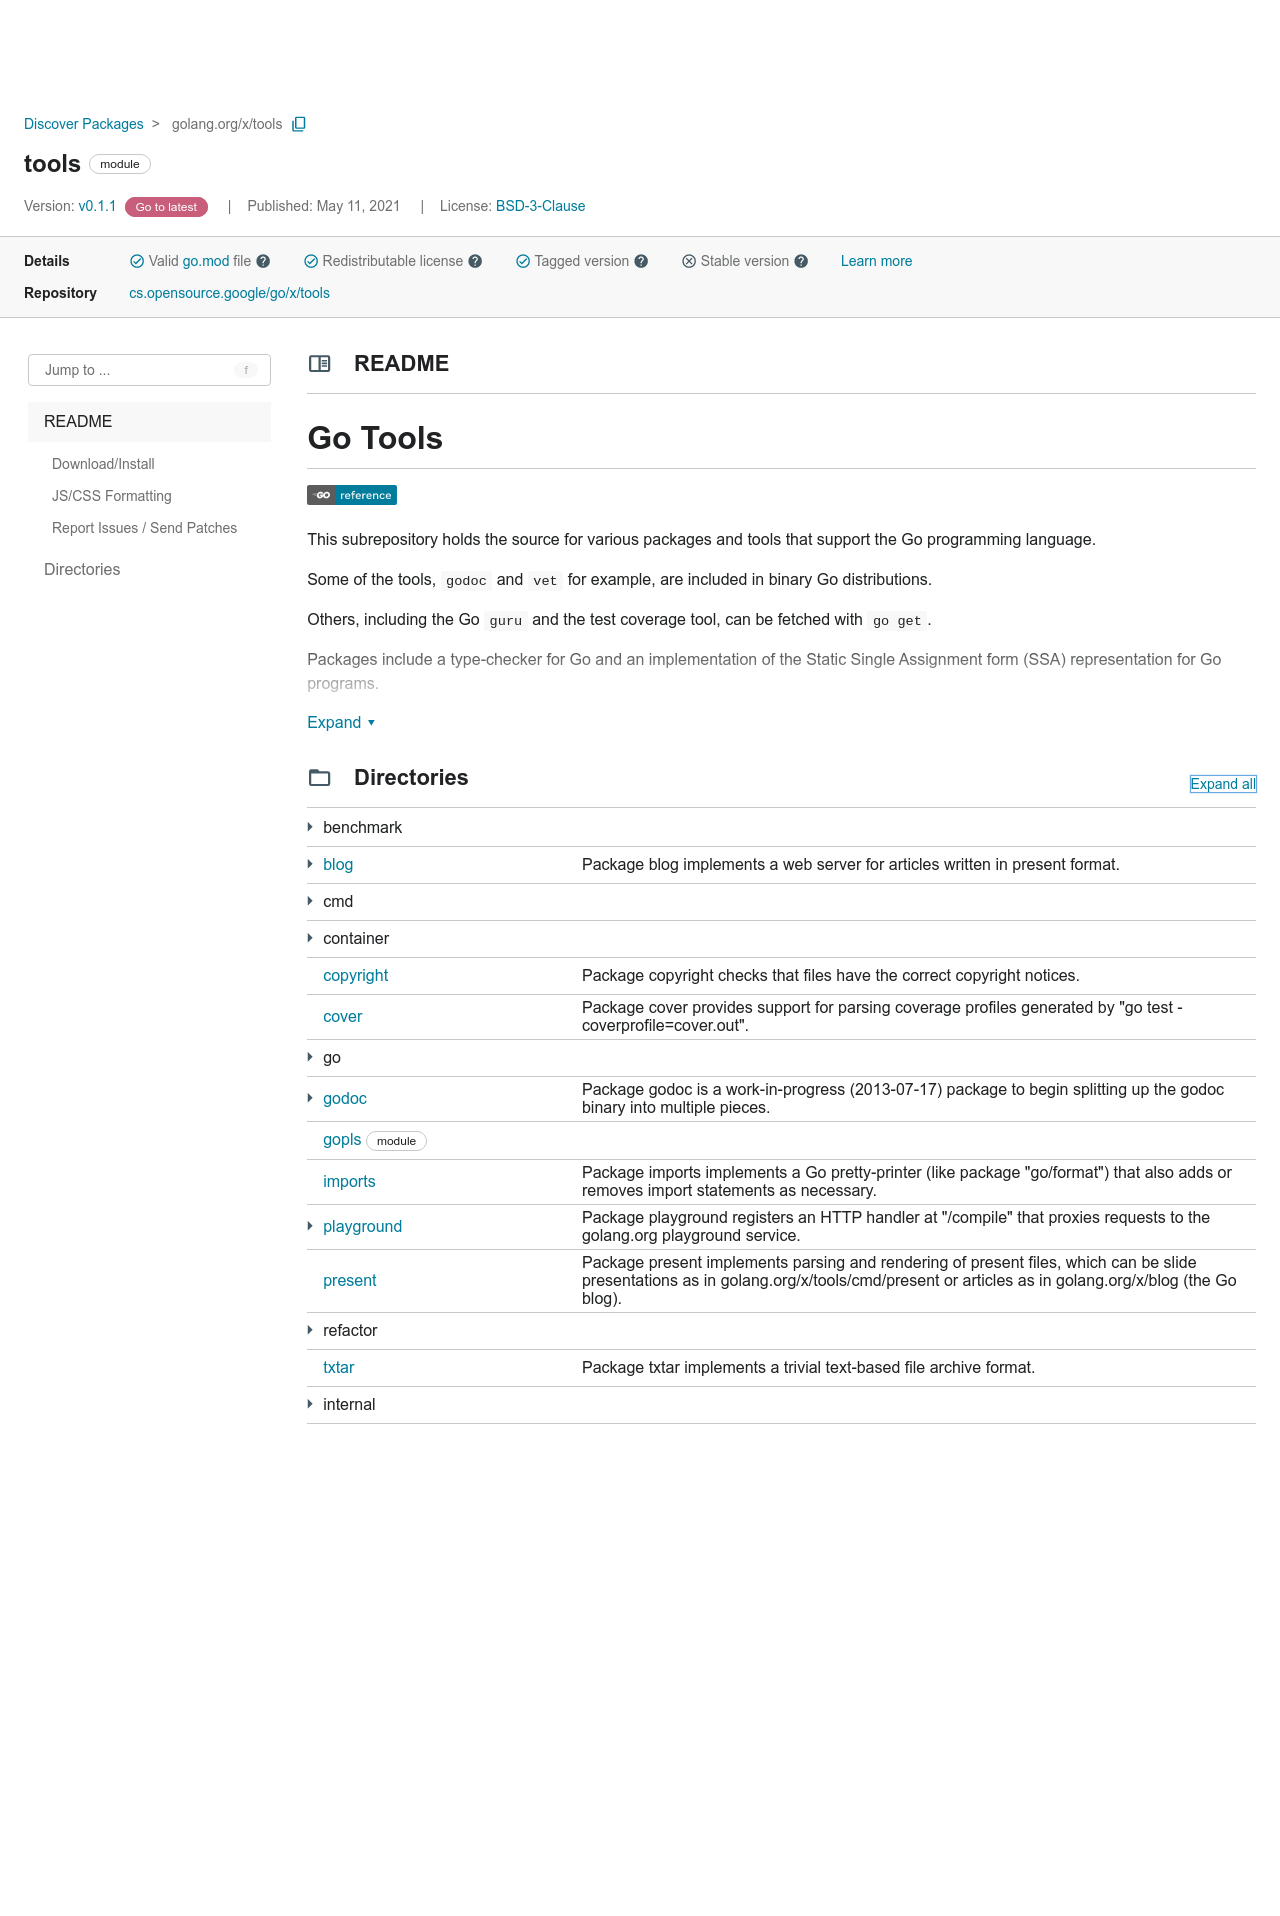 Discover Packages > golang.org/x/tools
tools module
Version: v0.1.1 Go to latest | Published: May 11, 2021 | License: BSD-3-Clause
Details Valid go.mod file ? Redistributable license ? Tagged version ? Stable version ? Learn more
Repository cs.opensource.google/go/x/tools
Jump to ... f
README
Download/Install
JS/CSS Formatting
Report Issues / Send Patches
Directories
README
Go Tools
GO reference
This subrepository holds the source for various packages and tools that support the Go programming language.
Some of the tools, godoc and vet for example, are included in binary Go distributions.
Others, including the Go guru and the test coverage tool, can be fetched with go get.
Packages include a type-checker for Go and an implementation of the Static Single Assignment form (SSA) representation for Go
programs.
Expand
Directories
Expand all
benchmark
blog Package blog implements a web server for articles written in present format.
cmd
container
copyright Package copyright checks that files have the correct copyright notices.
cover Package cover provides support for parsing coverage profiles generated by "go test -
coverprofile=cover.out".
go
godoc Package godoc is a work-in-progress (2013-07-17) package to begin splitting up the godoc
binary into multiple pieces.
gopls module
imports Package imports implements a Go pretty-printer (like package "go/format") that also adds or
removes import statements as necessary.
playground Package playground registers an HTTP handler at "/compile" that proxies requests to the
golang.org playground service.
present Package present implements parsing and rendering of present files, which can be slide
presentations as in golang.org/x/tools/cmd/present or articles as in golang.org/x/blog (the Go
blog).
refactor
txtar Package txtar implements a trivial text-based file archive format.
internal